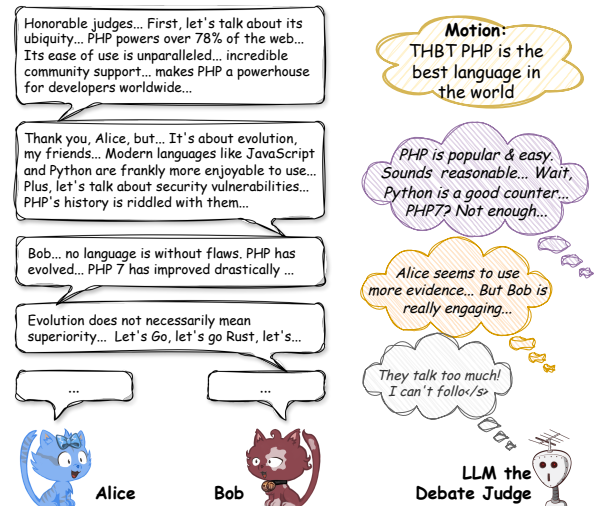 Honorable judges... First, let's talk about its
ubiquity... PHP powers over 78% of the web...
Its ease of use is unparalleled... incredible
community support... makes PHP a powerhouse
for developers worldwide...
Thank you, Alice, but... It's about evolution,
my friends... Modern languages like JavaScript
and Python are frankly more enjoyable to use...
Plus, let's talk about security vulnerabilities...
PHP's history is riddled with them...
Bob... no language is without flaws. PHP has
evolved... PHP 7 has improved drastically ...
Evolution does not necessarily mean
superiority... Let's Go, let's go Rust, let's...
...
...
Alice
Bob
Motion:
THBT PHP is the
best language in
the world
PHP is popular & easy.
Sounds reasonable... Wait,
Python is a good counter...
PHP7? Not enough...
Alice seems to use
more evidence... But Bob is
really engaging...
They talk too much!
I can't follo</s>
LLM the
Debate Judge